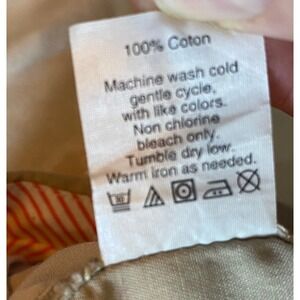 100% Coton
Machine wash cold
gentle cycle,
with like colors.
Non chlorine
bleach only.
Tumble dry low.
Warm iron as needed.